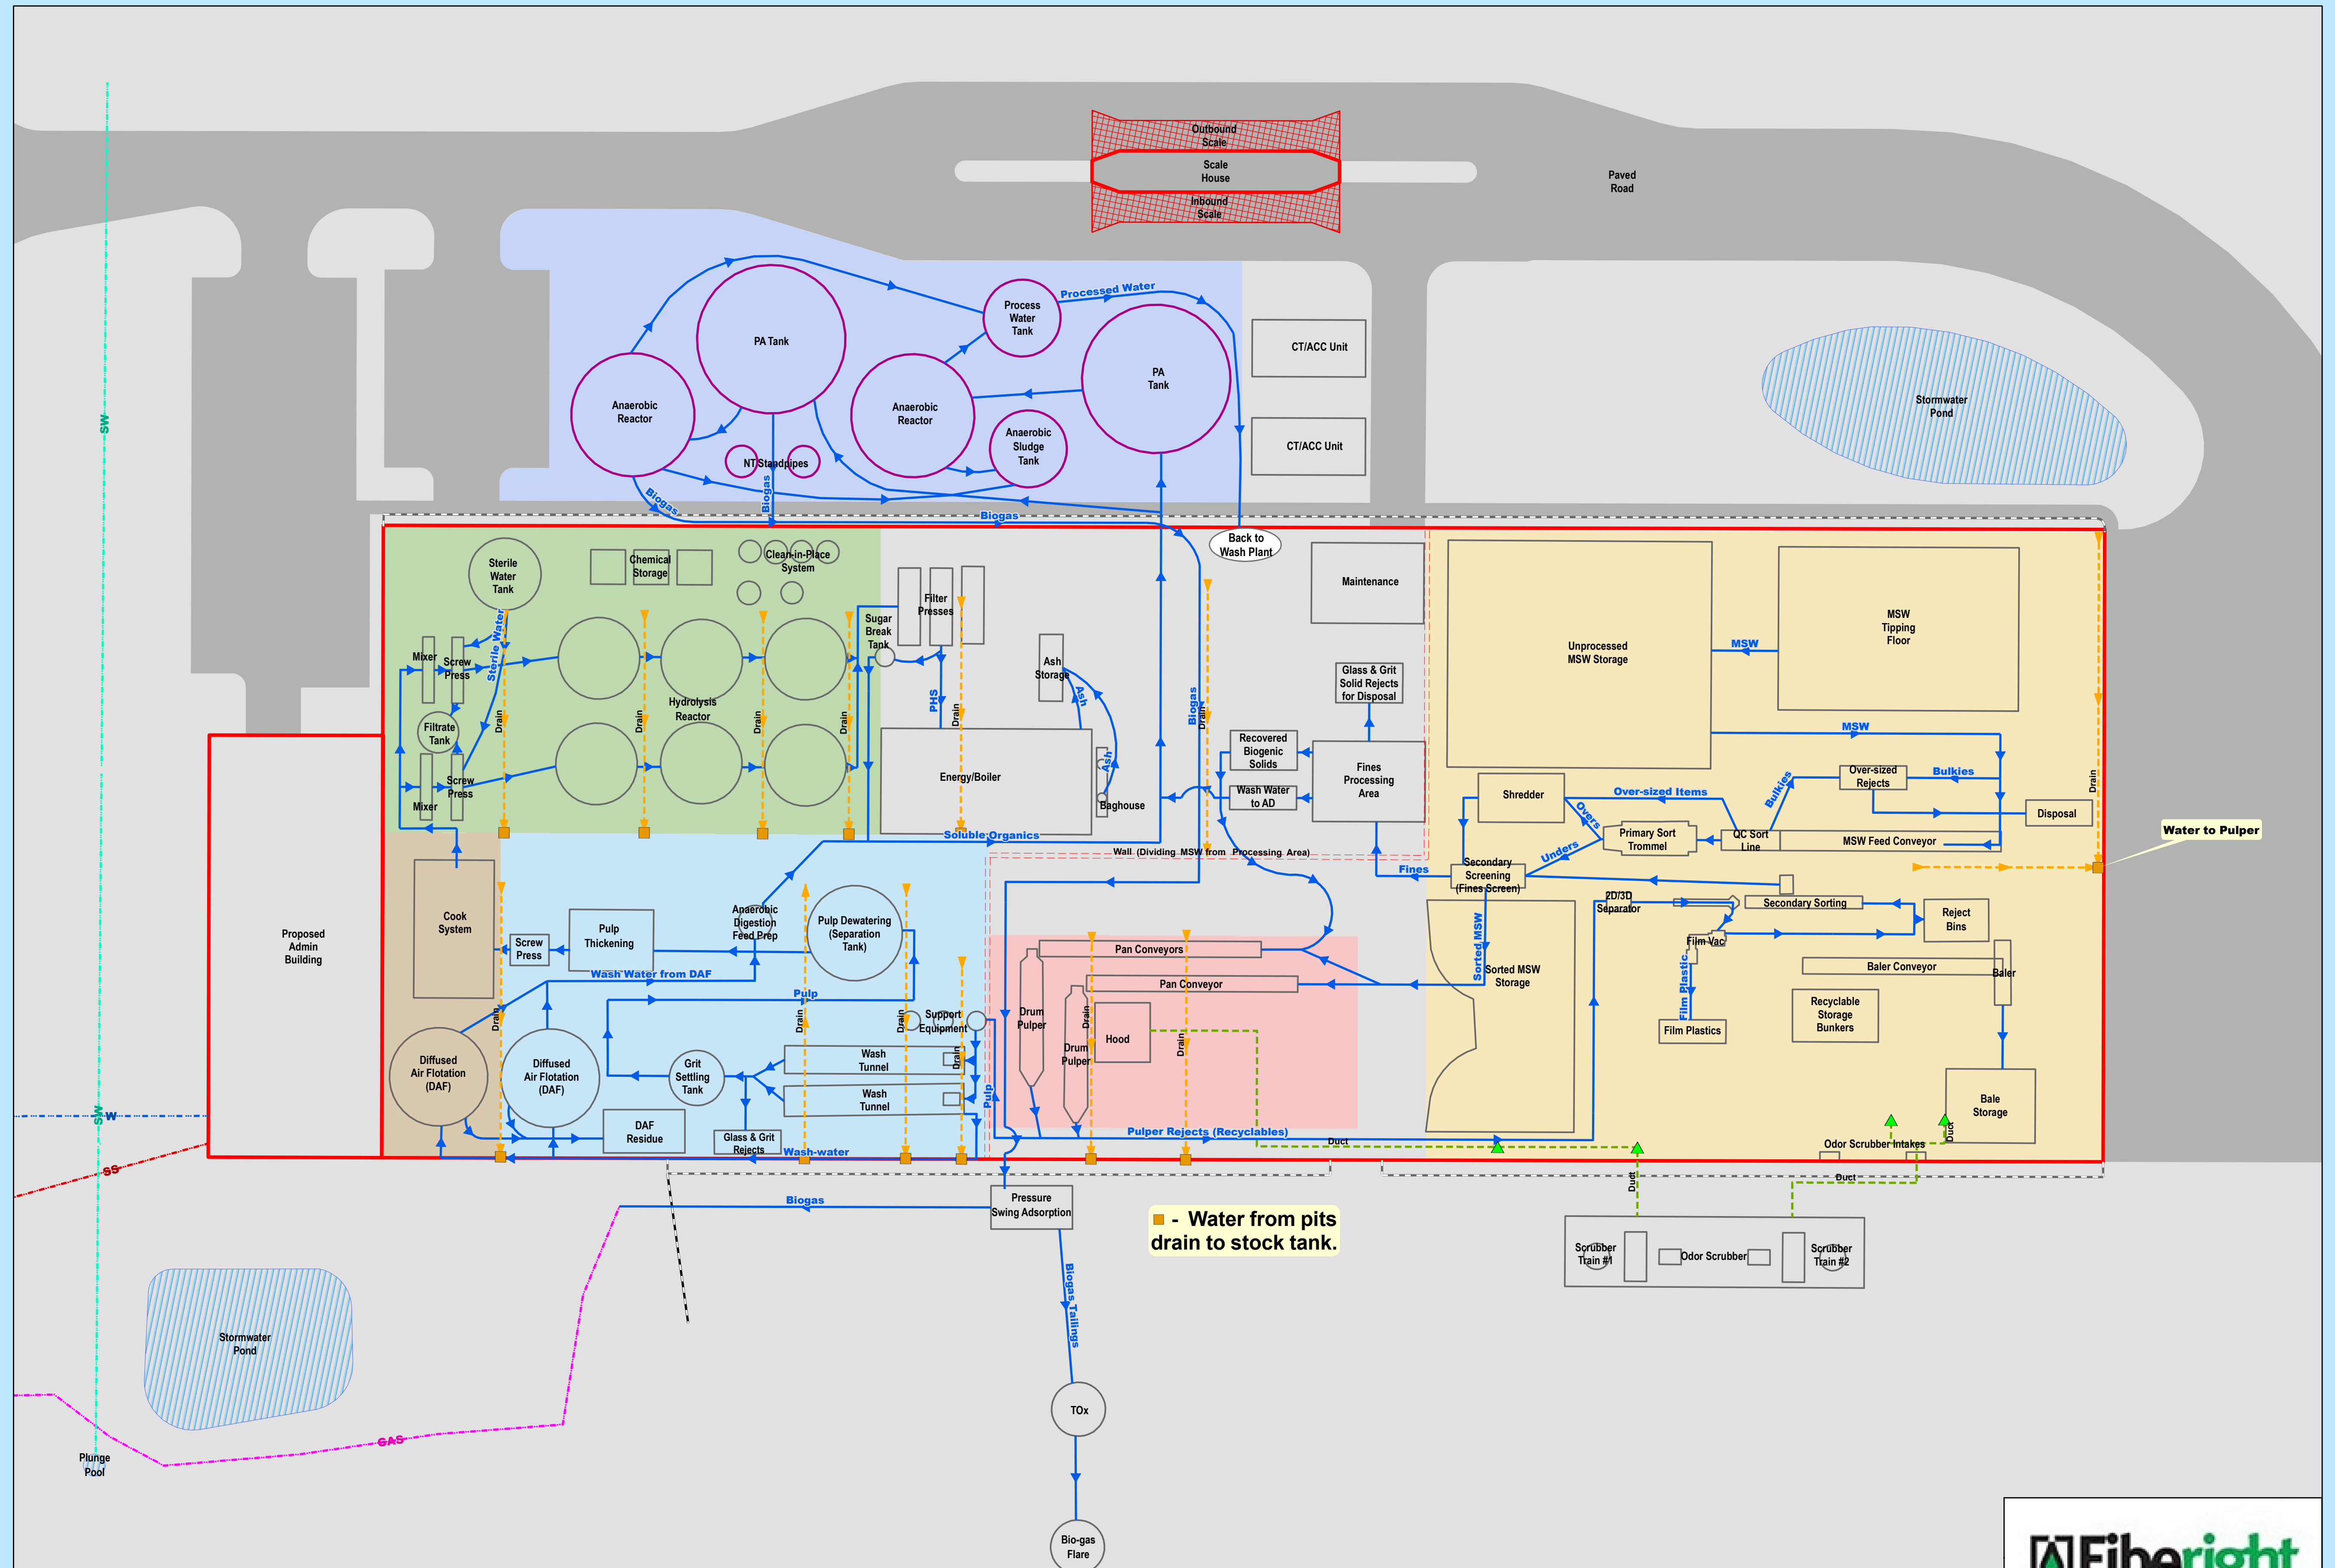 Outbound
Scale
Scale
House
Inbound
Scale
Paved
Road
SW
PA Tank
Process
Water
Tank
Processed Water
PA
Tank
CT/ACC Unit
CT/ACC Unit
Anaerobic
Reactor
Anaerobic
Reactor
Anaerobic
Sludge
Tank
NT Standpipes
Biogas
Biogas
Biogas
Stormwater
Pond
Back to
Wash Plant
Sterile
Water
Tank
Chemical
Storage
Clean-in-Place
System
Sugar
Break
Tank
Filter
Presses
Maintenance
Unprocessed
MSW Storage
MSW
MSW
Tipping
Floor
Mixer
Screw
Press
Sterile Water
Filtrate
Tank
Hydrolysis
Reactor
Drain
Drain
Drain
Drain
PHS
Drain
Ash
Storage
Ash
Ash
Biogas
Drain
Glass & Grit
Solid Rejects
for Disposal
Recovered
Biogenic
Solids
Fines
Processing
Area
Wash Water
to AD
Energy/Boiler
Baghouse
Mixer
Screw
Press
MSW
Over-sized
Rejects
Bulkies
Bulkies
Drain
Shredder
Over-sized Items
Overs
Primary Sort
Trommel
QC Sort
Line
MSW Feed Conveyor
Disposal
Water to Pulper
Soluble Organics
Wall (Dividing MSW from Processing Area)
Unders
Fines
Secondary
Screening
(Fines Screen)
2D/3D
Separator
Secondary Sorting
Reject
Bins
Film Vac
Film Plastic
Film Plastics
Baler Conveyor
Baler
Recyclable
Storage
Bunkers
Sorted MSW
Sorted MSW
Storage
Bale
Storage
Proposed
Admin
Building
Cook
System
Screw
Press
Pulp
Thickening
Anaerobic
Digestion
Feed Prep
Pulp Dewatering
(Separation
Tank)
Wash Water from DAF
Pulp
Drain
Drain
Drain
Support
Equipment
Drain
Pan Conveyors
Pan Conveyor
Drum
Pulper
Drum
Pulper
Drain
Hood
Drain
Diffused
Air Flotation
(DAF)
Diffused
Air Flotation
(DAF)
Grit
Settling
Tank
Wash
Tunnel
Wash
Tunnel
Pulp
DAF
Residue
Glass & Grit
Rejects
Wash-water
Pulper Rejects (Recyclables)
Duct
Odor Scrubber Intakes
Duct
Duct
Duct
SW
W
SS
Biogas
Pressure
Swing Adsorption
- Water from pits
drain to stock tank.
Scrubber
Train #1
Odor Scrubber
Scrubber
Train #2
Biogas Tailings
Stormwater
Pond
TOx
GAS
Plunge
Pool
Bio-gas
Flare
Fiberight